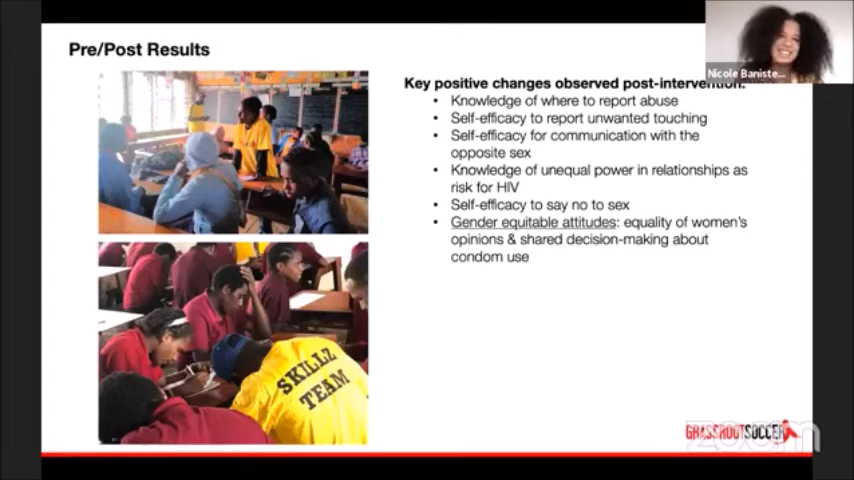 Pre/Post Results
Nicole Baniste...
Key positive changes observed post-intervention:
• Knowledge of where to report abuse
• Self-efficacy to report unwanted touching
• Self-efficacy for communication with the
opposite sex
• Knowledge of unequal power in relationships as
risk for HIV
• Self-efficacy to say no to sex
• Gender equitable attitudes: equality of women's
opinions & shared decision-making about
condom use
SKILLZ
TEAM
GRASSROOTSOCCER
zoom